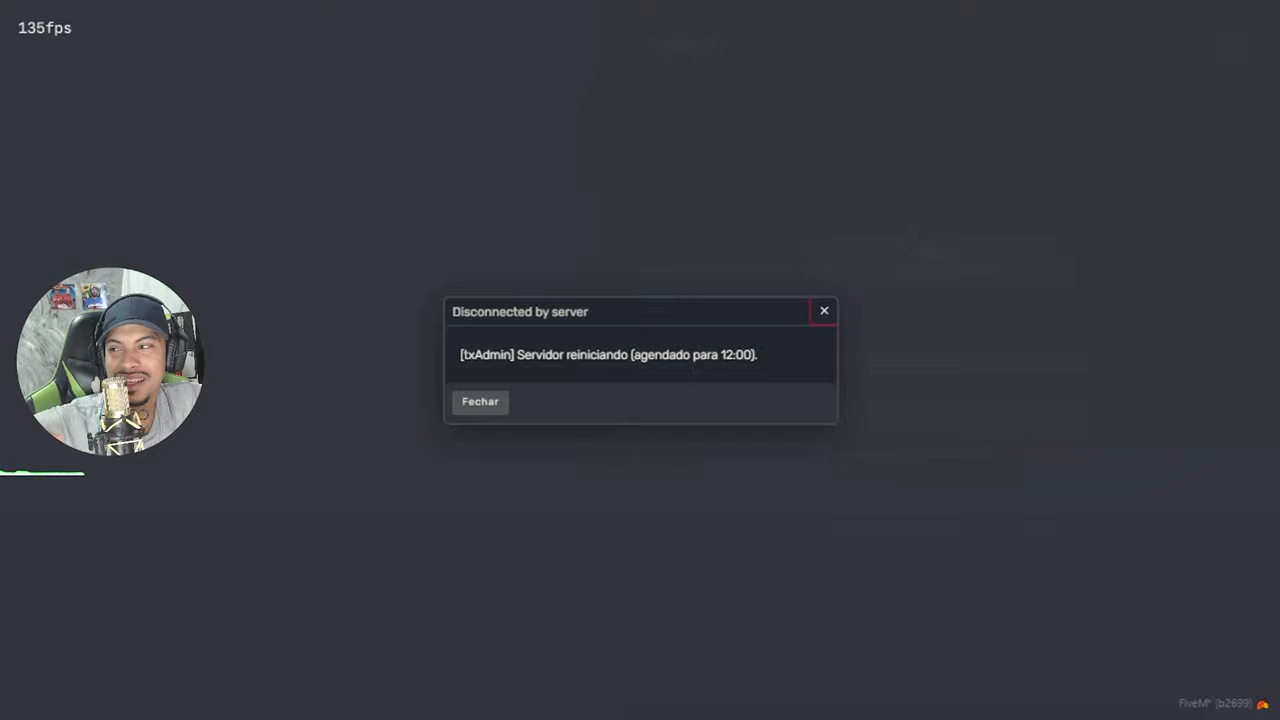 135fps
Disconnected by server
[txAdmin] Servidor reiniciando (agendado para 12:00).
Fechar
FiveM® (b2699)